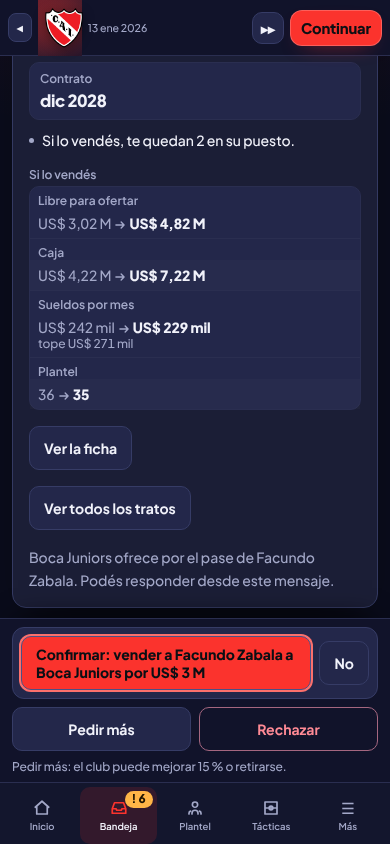 C.A.I.
13 ene 2026
Continuar
Contrato
dic 2028
Si lo vendés, te quedan 2 en su puesto.
Si lo vendés
Libre para ofertar
US$ 3,02 M → US$ 4,82 M
Caja
US$ 4,22 M → US$ 7,22 M
Sueldos por mes
US$ 242 mil → US$ 229 mil
tope US$ 271 mil
Plantel
36 → 35
Ver la ficha
Ver todos los tratos
Boca Juniors ofrece por el pase de Facundo
Zabala. Podés responder desde este mensaje.
Confirmar: vender a Facundo Zabala a
Boca Juniors por US$ 3 M
No
Pedir más
Rechazar
Pedir más: el club puede mejorar 15 % o retirarse.
! 6
Inicio
Bandeja
Plantel
Tácticas
Más